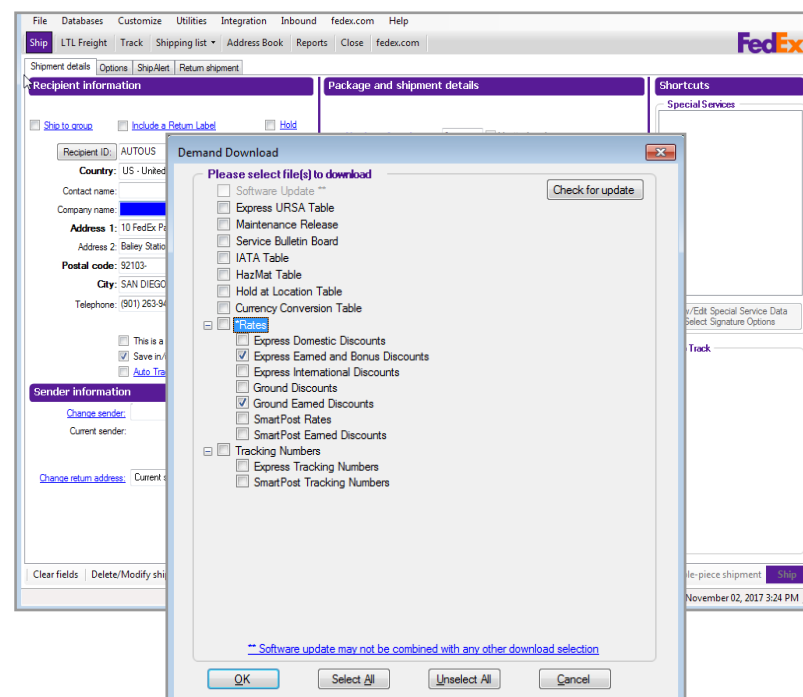 File Databases Customize Utilities Integration Inbound fedex.com Help
Ship LTL Freight Track Shipping list Address Book Reports Close fedex.com
FedEx
Shipment details Options ShipAlert Return shipment
Recipient information
Package and shipment details
Shortcuts
Special Services
Ship to group Include a Return Label Hold
Recipient ID: AUTOUS
Country: US - United
Contact name:
Company name:
Address 1: 10 FedEx
Address 2: Bailey
Postal code: 92103-
City: SAN DIEGO
Telephone: (901)
This is a
Save in/
Auto
Sender information
Change sender:
Current sender:
Change return address: Current
Clear fields Delete/Modify
Demand Download
Please select file(s) to download
Software Update **
Check for update
Express URSA Table
Maintenance Release
Service Bulletin Board
IATA Table
HazMat Table
Hold at Location Table
Currency Conversion Table
*Rates
Express Domestic Discounts
Express Earned and Bonus Discounts
Express International Discounts
Ground Discounts
Ground Earned Discounts
SmartPost Rates
SmartPost Earned Discounts
Tracking Numbers
Express Tracking Numbers
SmartPost Tracking Numbers
** Software update may not be combined with any other download selection
OK Select All Unselect All Cancel
/Edit Special Service Data
Select Signature Options
Track
le-piece shipment Ship
November 02, 2017 3:24 PM